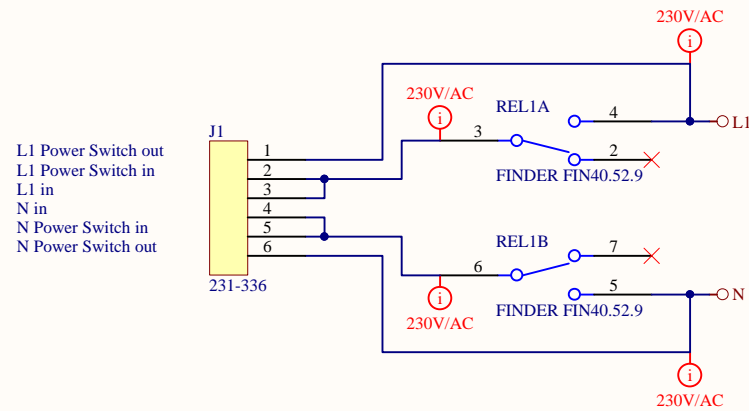 230V/AC
i
230V/AC
i
REL1A
4
L1
3
2
FINDER FIN40.52.9
J1
L1 Power Switch out
1
L1 Power Switch in
2
L1 in
3
N in
4
N Power Switch in
5
N Power Switch out
6
231-336
REL1B
7
6
5
N
i
230V/AC
FINDER FIN40.52.9
i
230V/AC